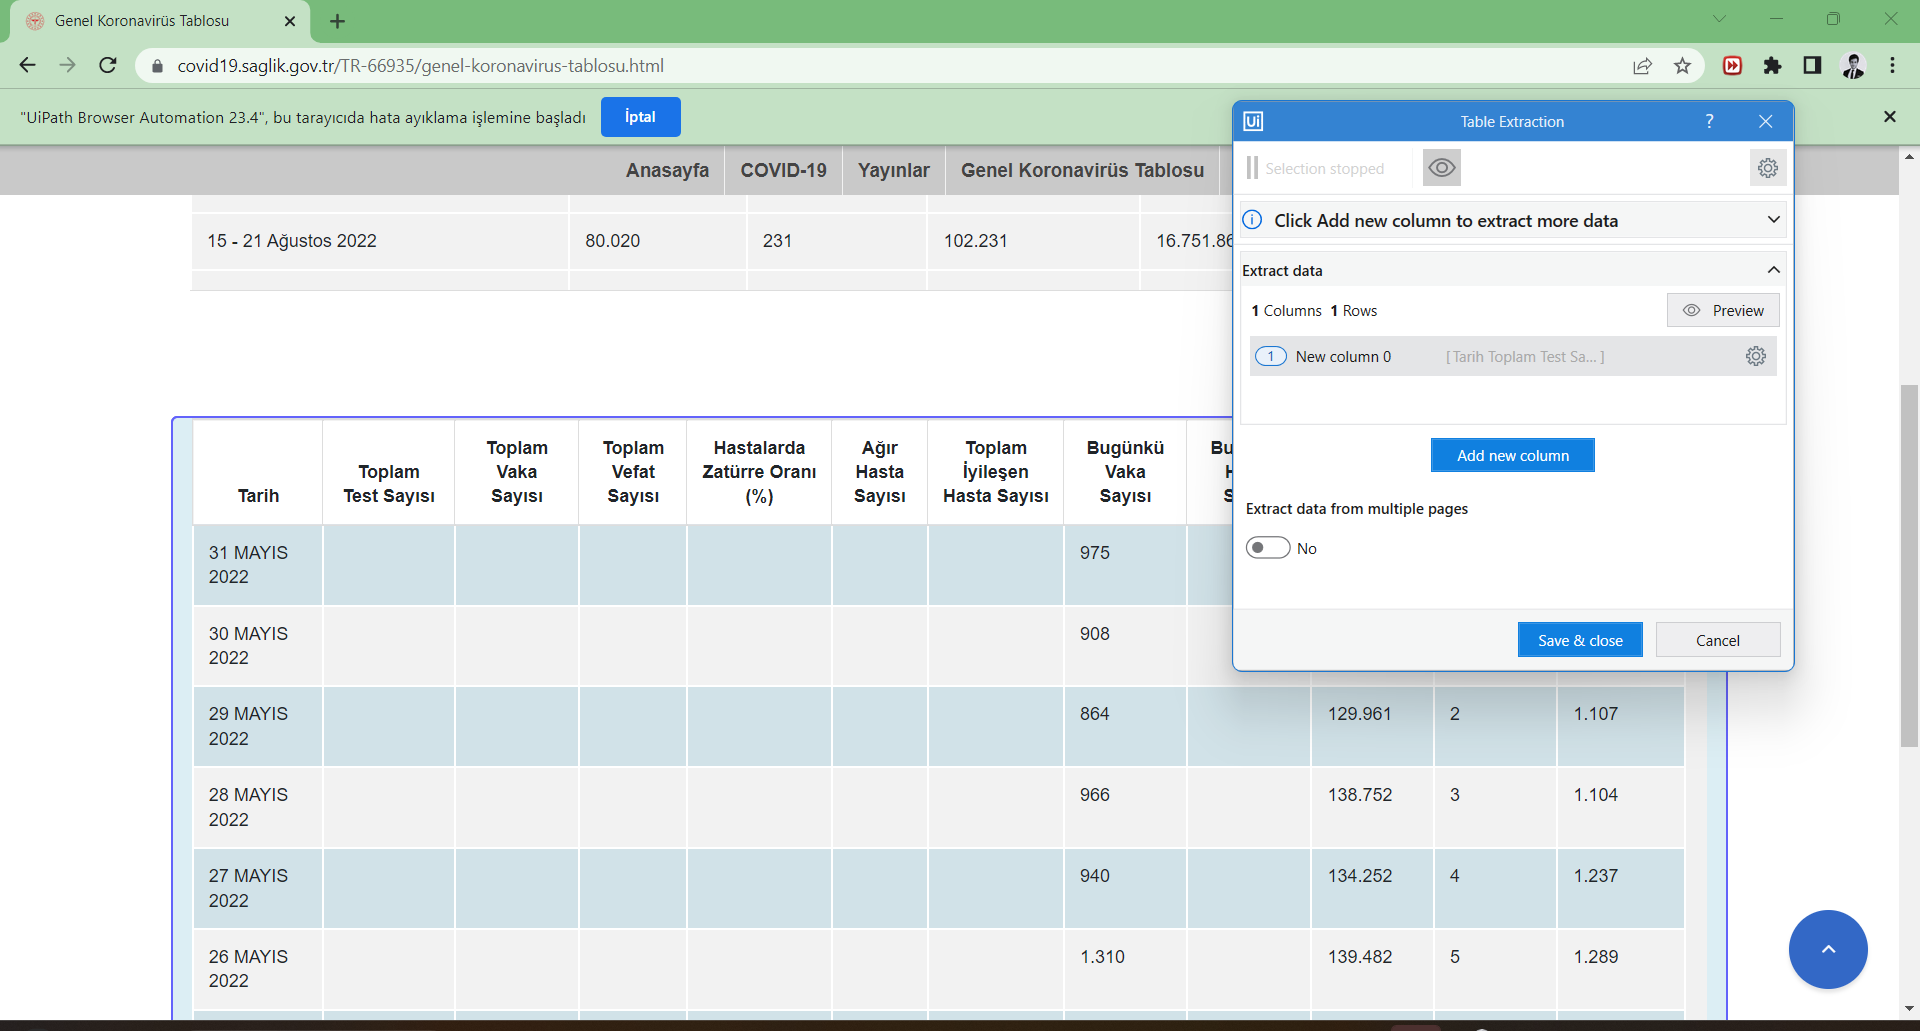 Genel Koronavirüs Tablosu
covid19.saglik.gov.tr/TR-66935/genel-koronavirus-tablosu.html
"UiPath Browser Automation 23.4", bu tarayıcıda hata ayıklama işlemine başladı
İptal
Anasayfa COVID-19 Yayınlar Genel Koronavirüs Tablosu
15 - 21 Ağustos 2022 80.020 231 102.231 16.751.86
Tarih
Toplam
Test Sayısı
Toplam
Vaka
Sayısı
Toplam
Vefat
Sayısı
Hastalarda
Zatürre Oranı
(%)
Ağır
Hasta
Sayısı
Toplam
İyileşen
Hasta Sayısı
Bugünkü
Vaka
Sayısı
Bu
H
S
31 MAYIS
2022
975
30 MAYIS
2022
908
29 MAYIS
2022
864 129.961 2 1.107
28 MAYIS
2022
966 138.752 3 1.104
27 MAYIS
2022
940 134.252 4 1.237
26 MAYIS
2022
1.310 139.482 5 1.289
Ui
Table Extraction
?
Selection stopped
Click Add new column to extract more data
Extract data
1 Columns 1 Rows
Preview
1 New column 0 [Tarih Toplam Test Sa... ]
Add new column
Extract data from multiple pages
No
Save & close
Cancel